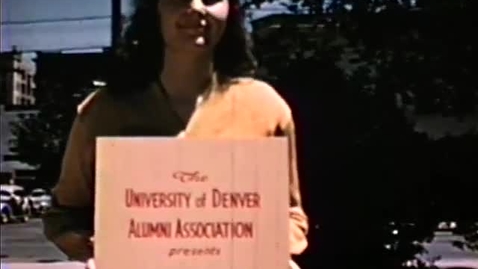 The
UNIVERSITY of DENVER
ALUMNI ASSOCIATION
presents